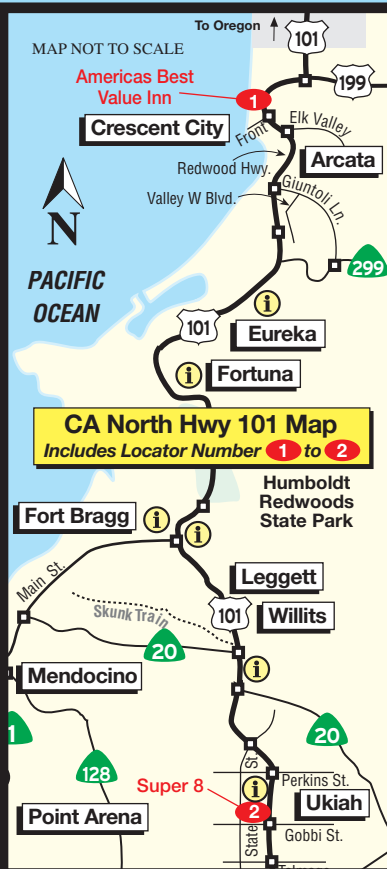 To Oregon
101
MAP NOT TO SCALE
199
Americas Best
Value Inn
1
Crescent City
Front
Elk Valley
Arcata
Redwood Hwy.
Valley W Blvd.
Giuntoli Ln.
N
299
PACIFIC
OCEAN
i
101
Eureka
i
Fortuna
CA North Hwy 101 Map
Includes Locator Number 1 to 2
Humboldt
Redwoods
State Park
Fort Bragg
i
i
Leggett
Main St.
Skunk Train
101
Willits
20
i
Mendocino
1
20
128
State St.
Perkins St.
Super 8
i
2
Ukiah
Point Arena
Gobbi St.